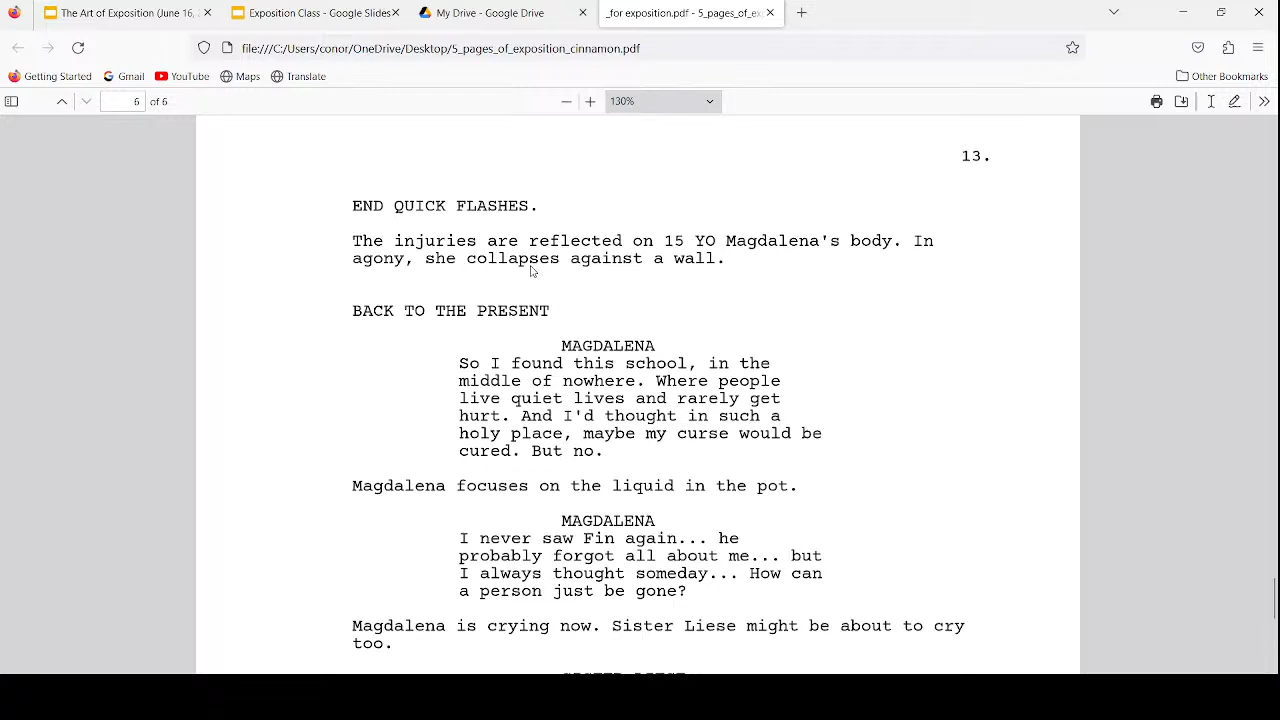 The Art of Exposition (June 16, 2
Exposition Class - Google Slides
My Drive - Google Drive
_for exposition.pdf - 5_pages_of_ex
file:///C:/Users/conor/OneDrive/Desktop/5_pages_of_exposition_cinnamon.pdf
Getting Started
Gmail
YouTube
Maps
Translate
Other Bookmarks
6 of 6
130%
13.
END QUICK FLASHES.
The injuries are reflected on 15 YO Magdalena's body. In
agony, she collapses against a wall.
BACK TO THE PRESENT
MAGDALENA
So I found this school, in the
middle of nowhere. Where people
live quiet lives and rarely get
hurt. And I'd thought in such a
holy place, maybe my curse would be
cured. But no.
Magdalena focuses on the liquid in the pot.
MAGDALENA
I never saw Fin again... he
probably forgot all about me... but
I always thought someday... How can
a person just be gone?
Magdalena is crying now. Sister Liese might be about to cry
too.